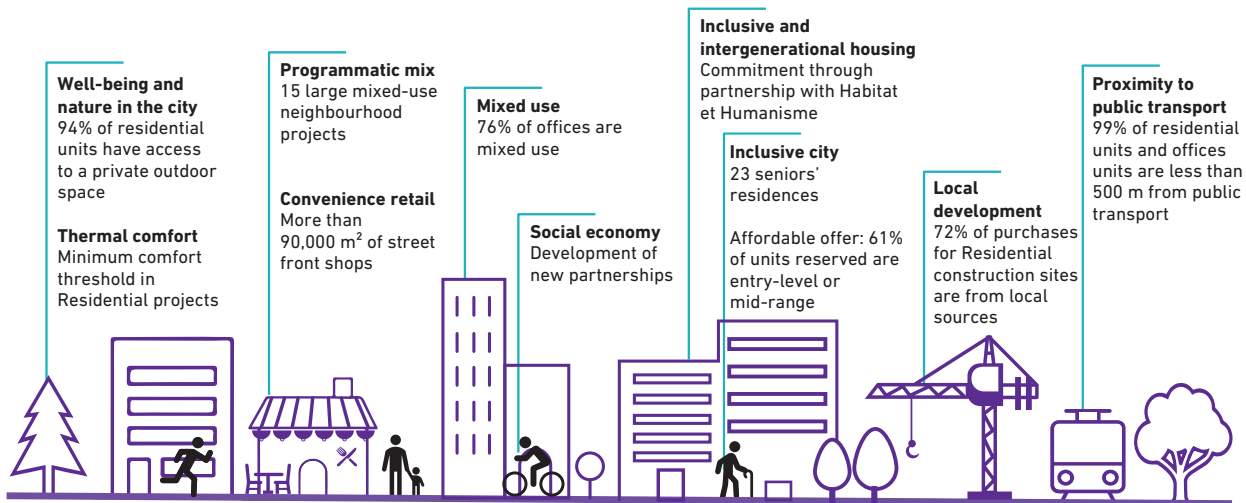 Well-being and
nature in the city
94% of residential
units have access
to a private outdoor
space
Thermal comfort
Minimum comfort
threshold in
Residential projects
Programmatic mix
15 large mixed-use
neighbourhood
projects
Convenience retail
More than
90,000 m² of street
front shops
Mixed use
76% of offices are
mixed use
Social economy
Development of
new partnerships
Inclusive and
intergenerational housing
Commitment through
partnership with Habitat
et Humanisme
Inclusive city
23 seniors’
residences
Affordable offer: 61%
of units reserved are
entry-level or
mid-range
Local
development
72% of purchases
for Residential
construction sites
are from local
sources
Proximity to
public transport
99% of residential
units and offices
units are less than
500 m from public
transport